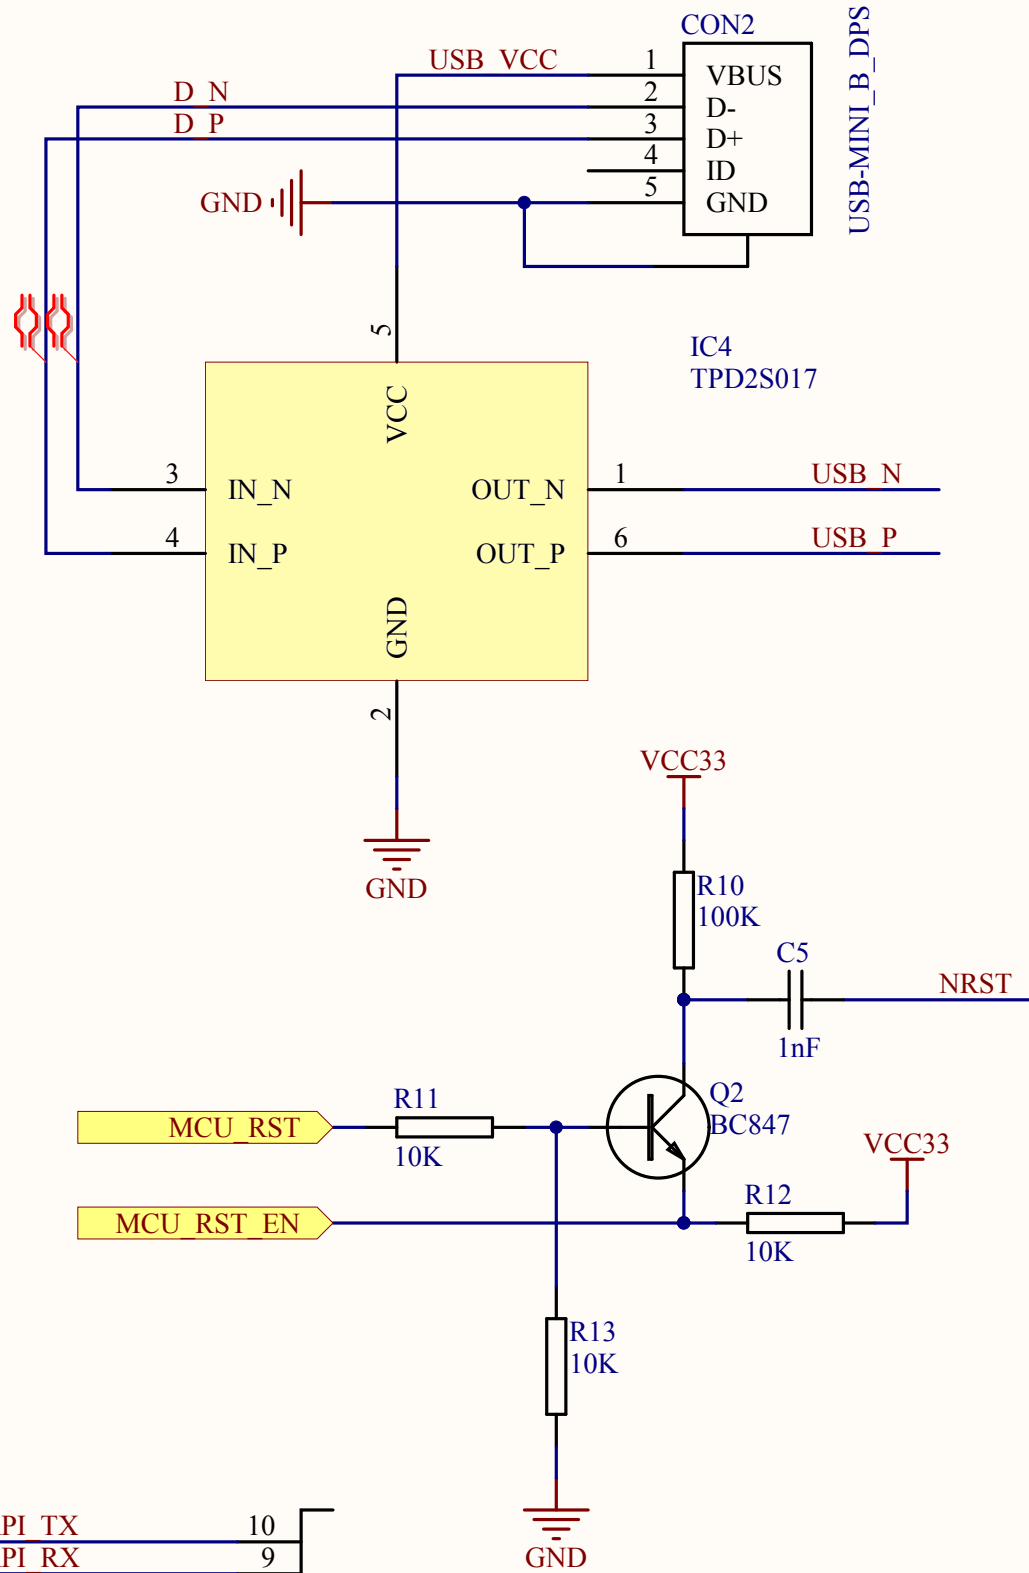 CON2
USB-MINI_B_DPS
USB_VCC
1
VBUS
D_N
2
D-
D_P
3
D+
4
ID
GND
5
GND
5
IC4
TPD2S017
VCC
3
IN_N
OUT_N
1
USB_N
4
IN_P
OUT_P
6
USB_P
GND
2
GND
VCC33
R10
100K
C5
1nF
NRST
Q2
BC847
MCU_RST
R11
10K
VCC33
MCU_RST_EN
R12
10K
R13
10K
GND
PI_TX
10
PI_RX
9